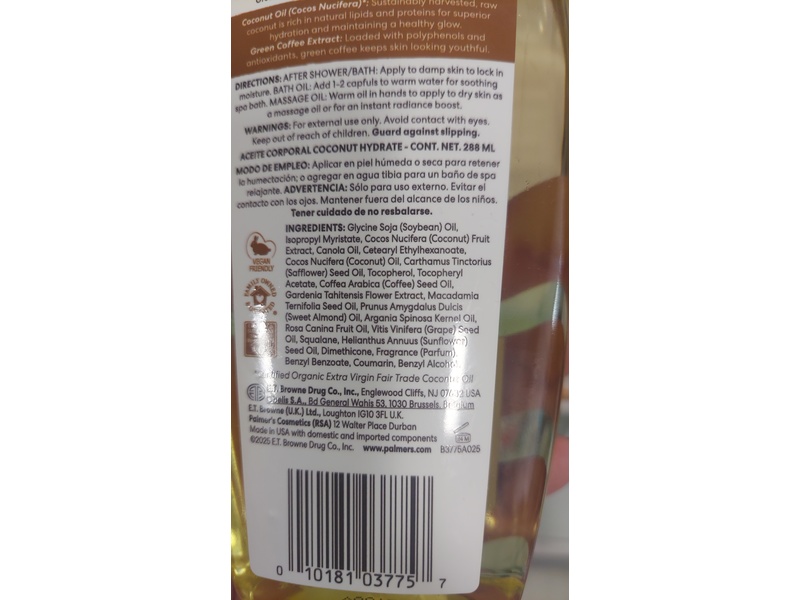 Coconut Oil (Cocos Nucifera)*: Sustainably harvested, raw
coconut is rich in natural lipids and proteins for superior
hydration and maintaining a healthy glow.
Green Coffee Extract: Loaded with polyphenols and
antioxidants, green coffee keeps skin looking youthful.
DIRECTIONS: AFTER SHOWER/BATH: Apply to damp skin to lock in
moisture. BATH OIL: Add 1-2 capfuls to warm water for soothing
spa bath. MASSAGE OIL: Warm oil in hands to apply to dry skin as
a massage oil or for an instant radiance boost.
WARNINGS: For external use only. Avoid contact with eyes.
Keep out of reach of children. Guard against slipping.
ACEITE CORPORAL COCONUT HYDRATE - CONT. NET. 288 ML
MODO DE EMPLEO: Aplicar en piel húmeda o seca para retener
la humectación; o agregar en agua tibia para un baño de spa
relajante. ADVERTENCIA: Sólo para uso externo. Evitar el
contacto con los ojos. Mantener fuera del alcance de los niños.
Tener cuidado de no resbalarse.
INGREDIENTS: Glycine Soja (Soybean) Oil,
Isopropyl Myristate, Cocos Nucifera (Coconut) Fruit
Extract, Canola Oil, Cetearyl Ethylhexanoate,
Cocos Nucifera (Coconut) Oil, Carthamus Tinctorius
(Safflower) Seed Oil, Tocopherol, Tocopheryl
Acetate, Coffea Arabica (Coffee) Seed Oil,
Gardenia Tahitensis Flower Extract, Macadamia
Ternifolia Seed Oil, Prunus Amygdalus Dulcis
(Sweet Almond) Oil, Argania Spinosa Kernel Oil,
Rosa Canina Fruit Oil, Vitis Vinifera (Grape) Seed
Oil, Squalane, Helianthus Annuus (Sunflower)
Seed Oil, Dimethicone, Fragrance (Parfum),
Benzyl Benzoate, Coumarin, Benzyl Alcohol.
VEGAN
FRIENDLY
FAMILY OWNED
Organic Extra Virgin Fair Trade Coconut Oil
E.T. Browne Drug Co., Inc., Englewood Cliffs, NJ 07632 USA
Obelis S.A., Bd General Wahis 53, 1030 Brussels, Belgium
E.T. Browne (U.K.) Ltd., Loughton IG10 3FL U.K.
Palmer's Cosmetics (RSA) 12 Walter Place Durban
Made in USA with domestic and imported components
©2025 E.T. Browne Drug Co., Inc. www.palmers.com B3775A025
0 10181 03775 7